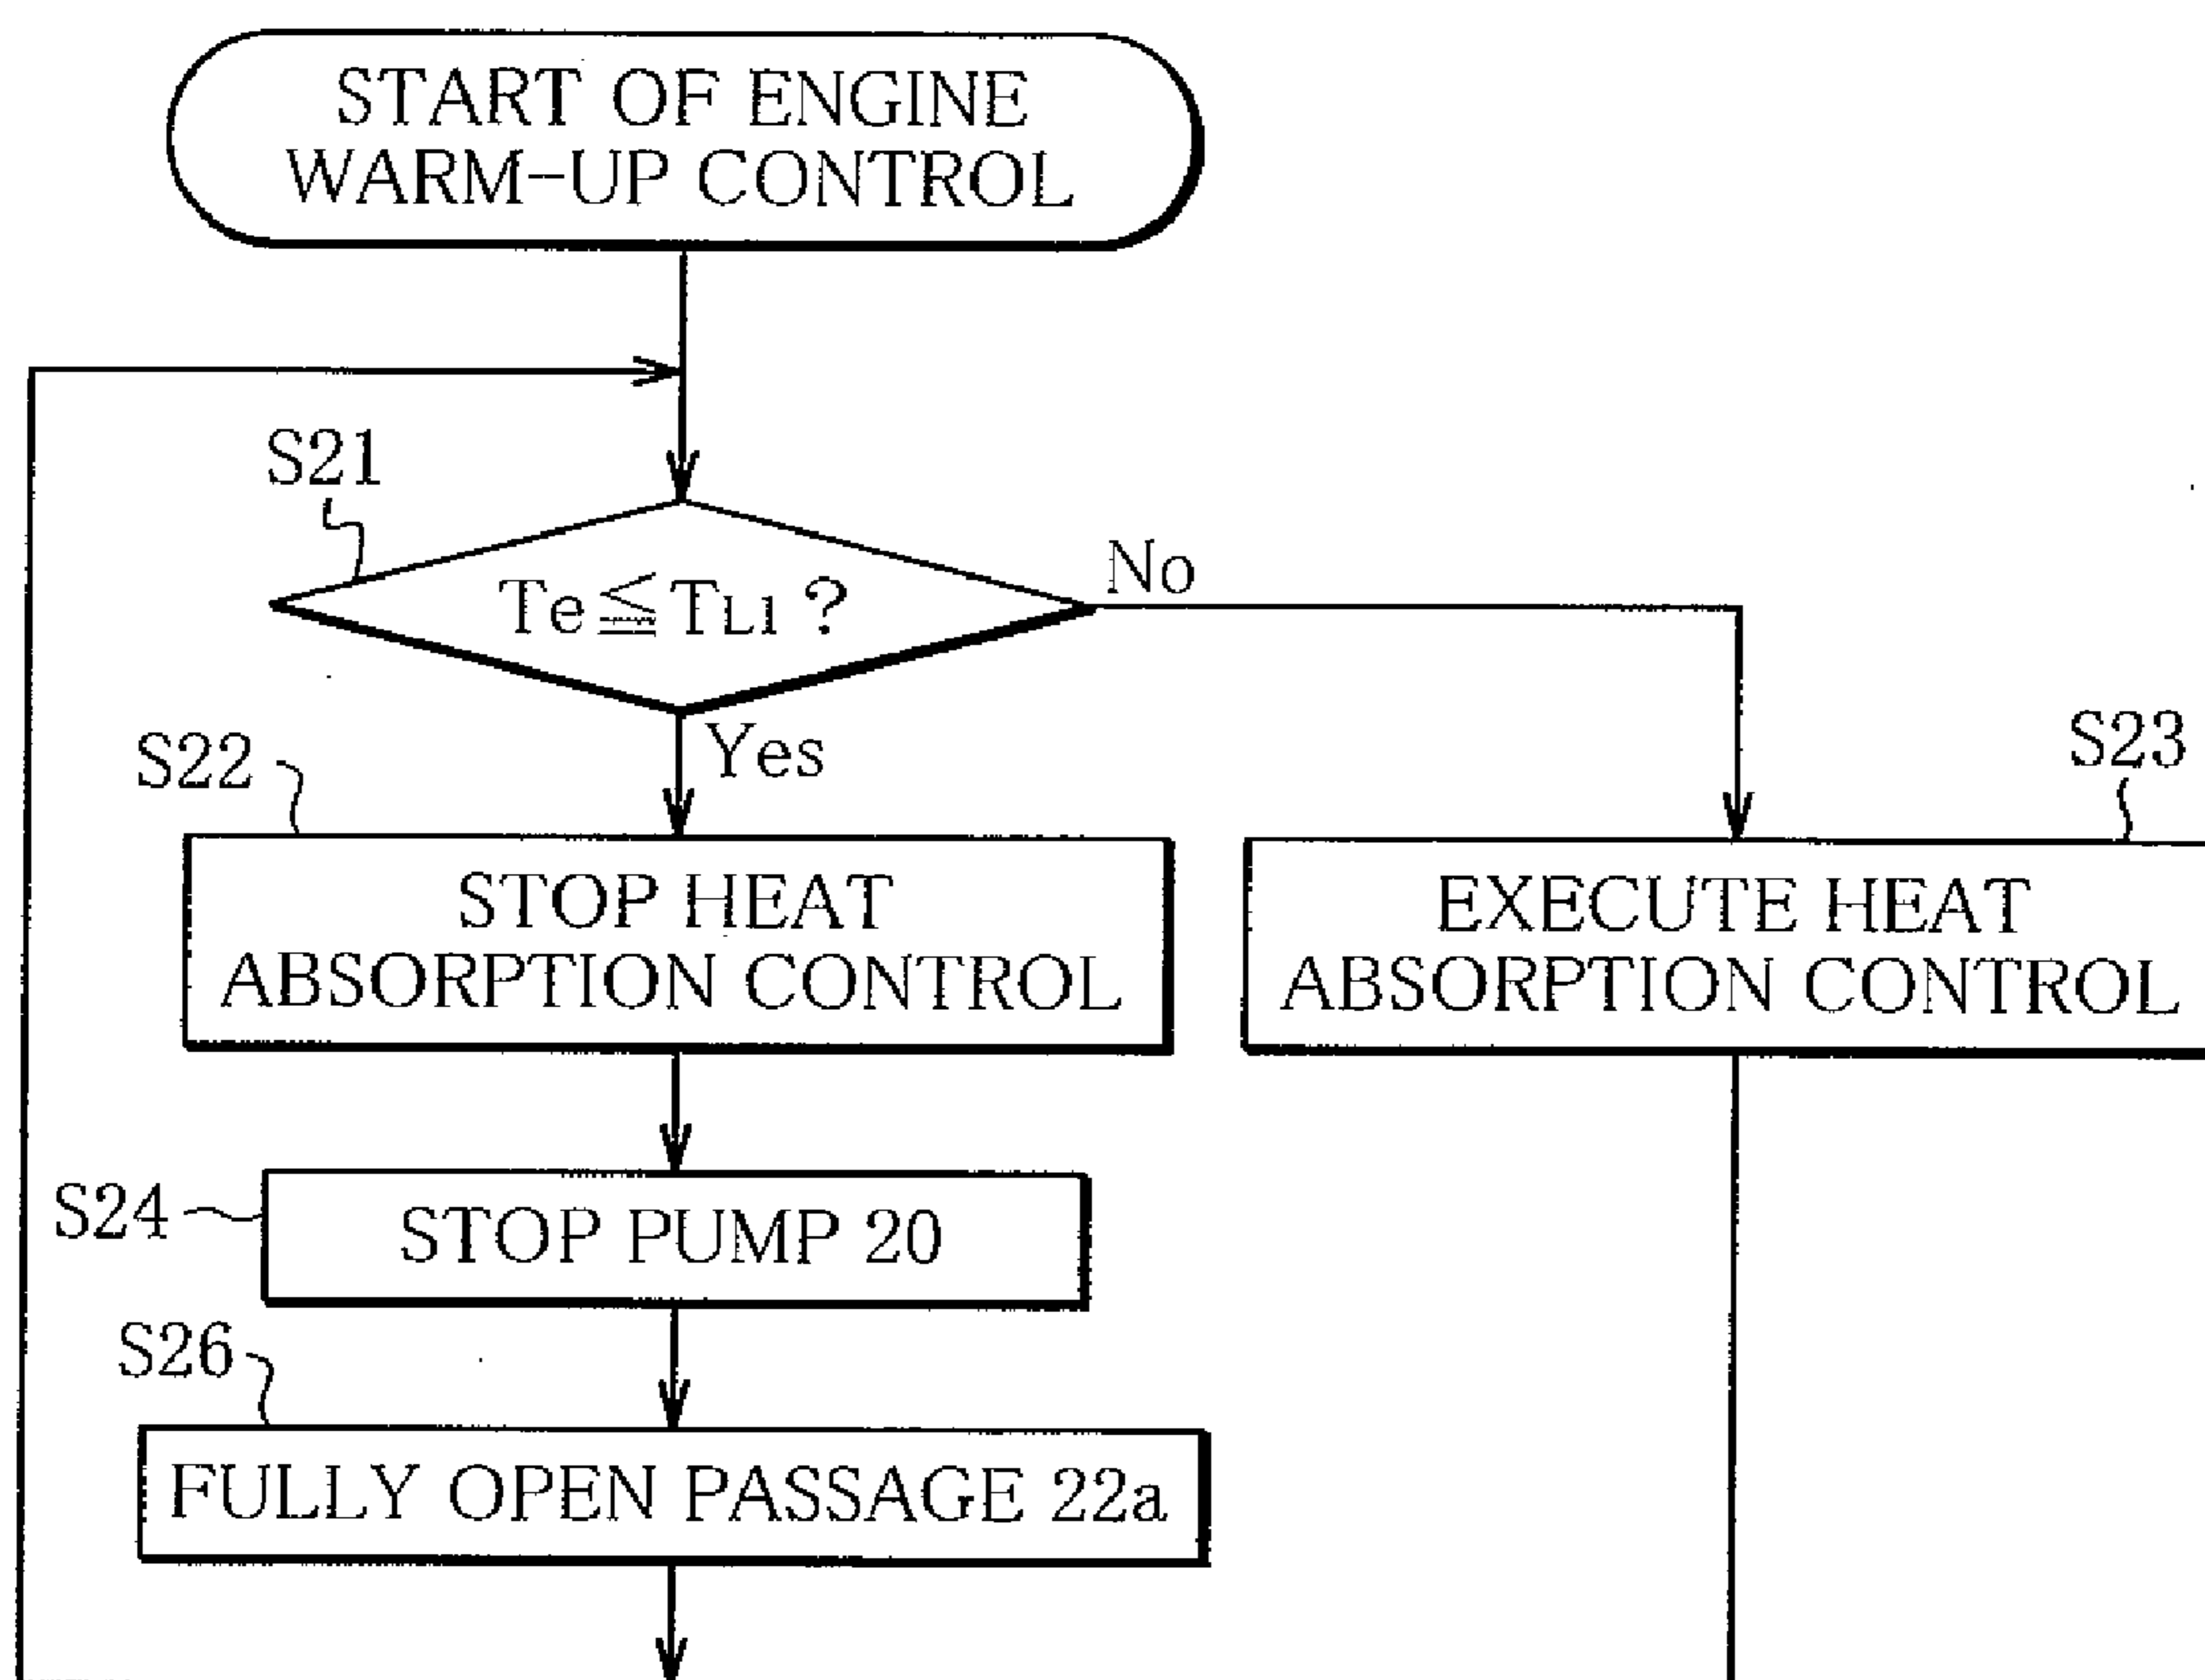 START OF ENGINE
WARM-UP CONTROL
S21
Te≦TL1 ?
No
Yes
S22
S23
STOP HEAT
ABSORPTION CONTROL
EXECUTE HEAT
ABSORPTION CONTROL
S24
STOP PUMP 20
S26
FULLY OPEN PASSAGE 22a